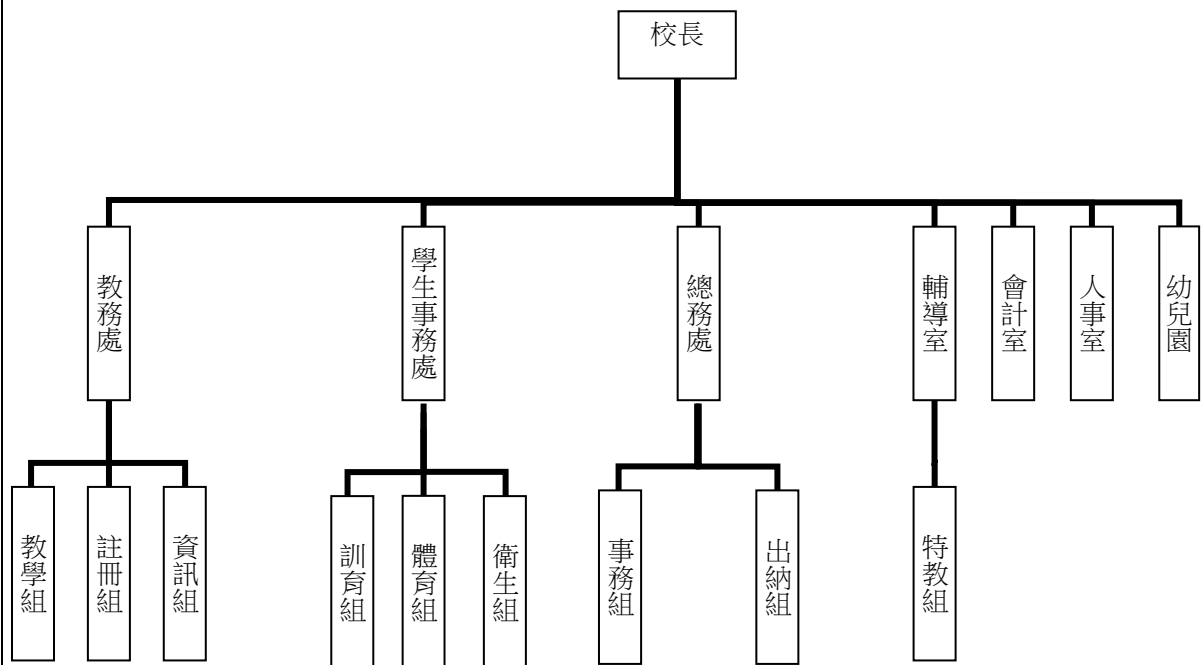 校長
教務處
學生事務處
總務處
輔導室
會計室
人事室
幼兒園
教學組
註冊組
資訊組
訓育組
體育組
衛生組
事務組
出納組
特教組